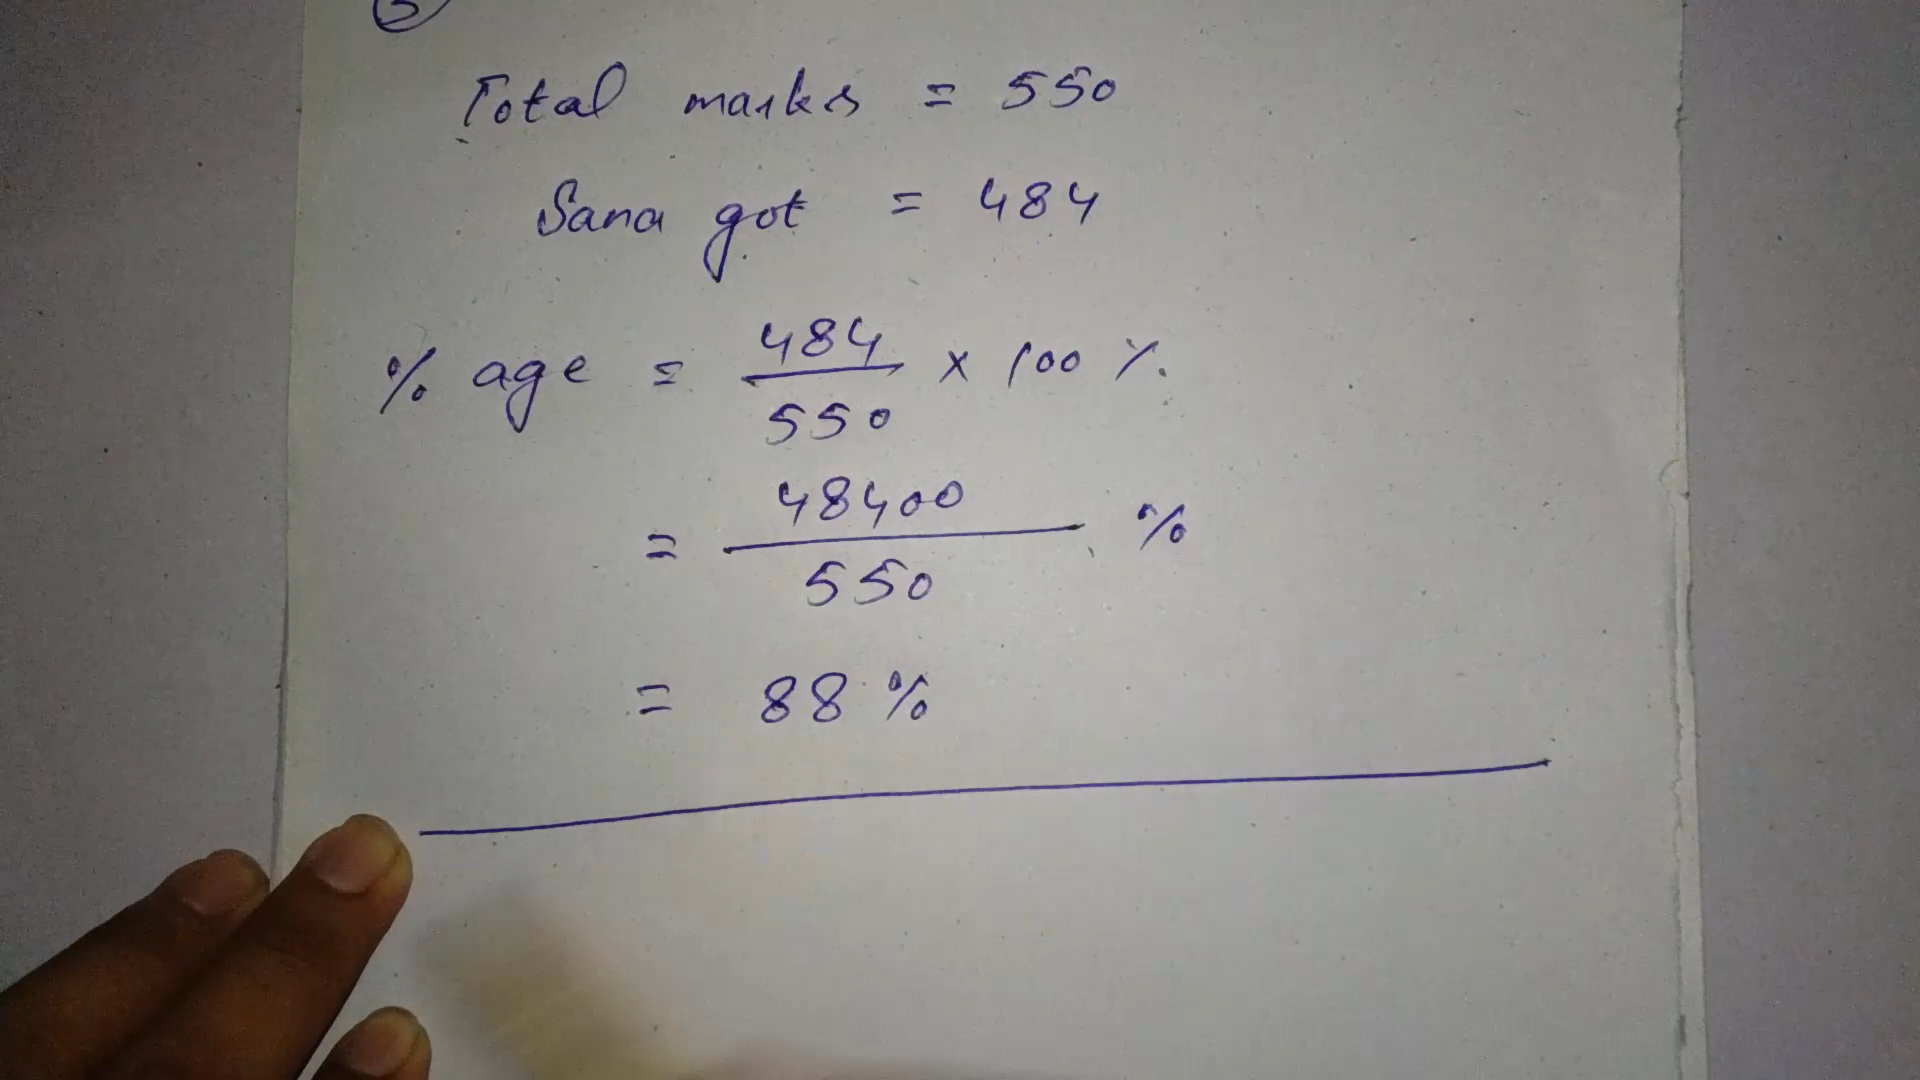 Total marks = 550
Sana got = 484
% age = 484/550 × 100 %
= 48400/550 %
= 88 %